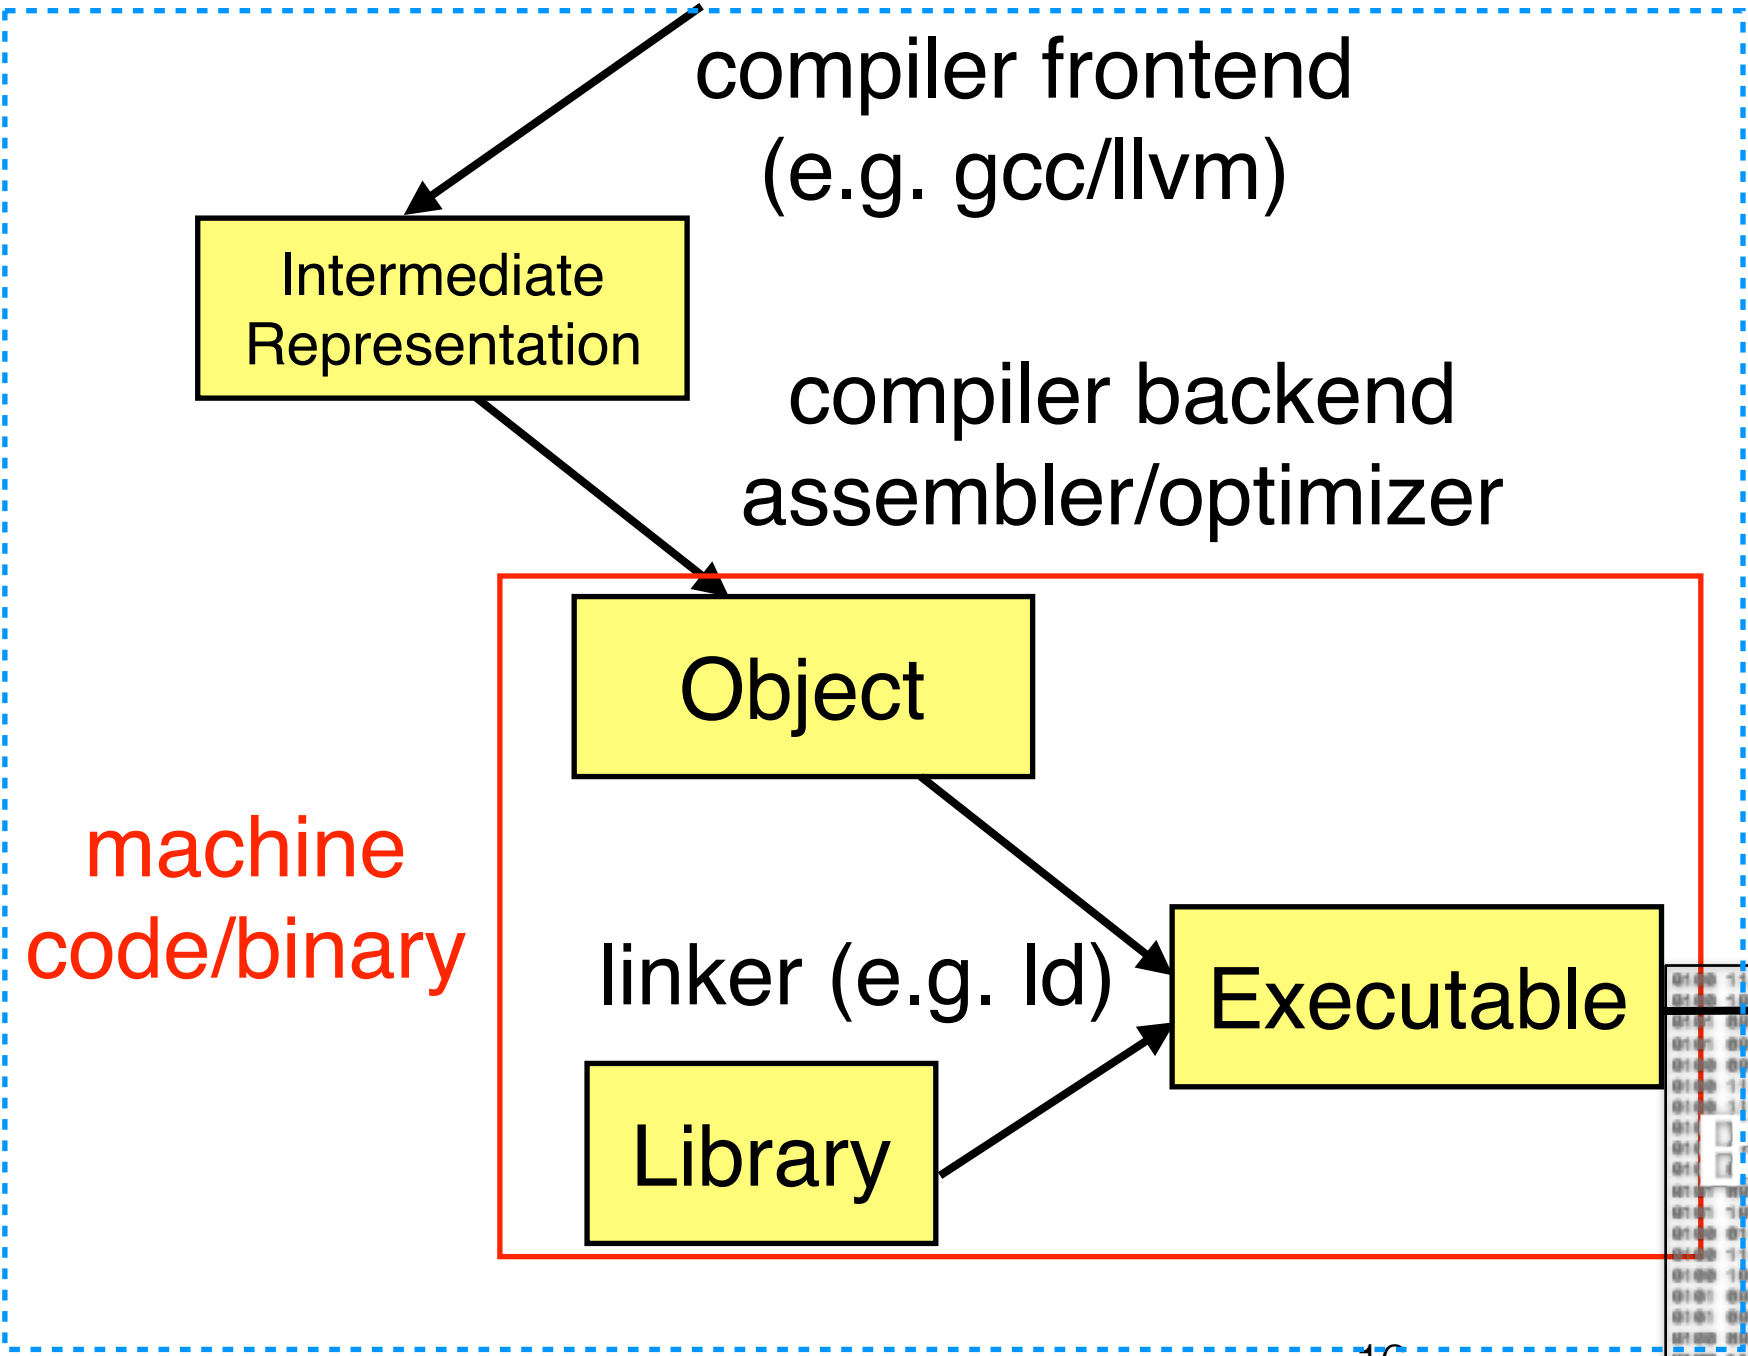 compiler frontend
(e.g. gcc/llvm)
Intermediate
Representation
compiler backend
assembler/optimizer
Object
machine
code/binary
linker (e.g. ld)
Executable
Library